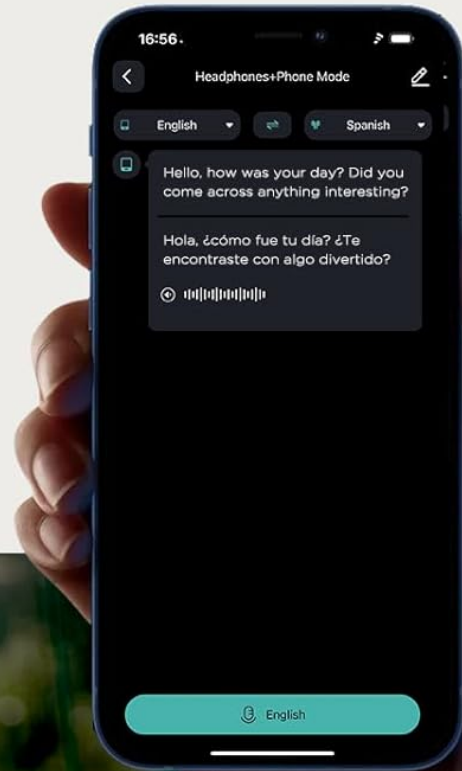 16:56
Headphones+Phone Mode
English
Spanish
Hello, how was your day? Did you
come across anything interesting?
Hola, ¿cómo fue tu día? ¿Te
encontraste con algo divertido?
English